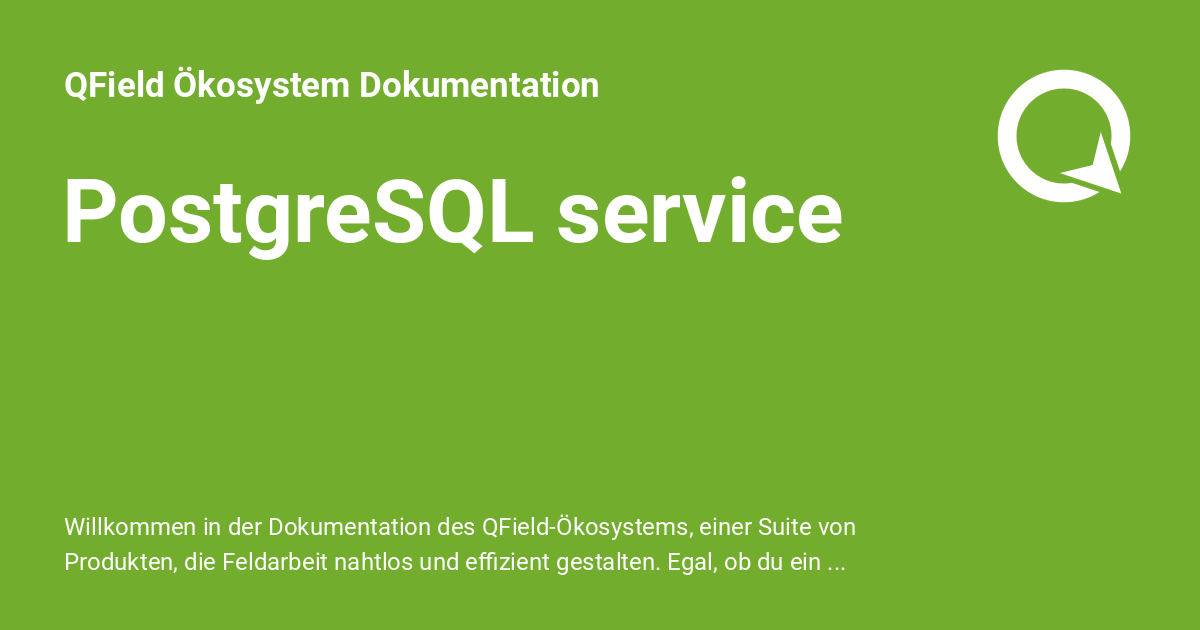 QField Ökosystem Dokumentation
PostgreSQL service
Willkommen in der Dokumentation des QField-Ökosystems, einer Suite von
Produkten, die Feldarbeit nahtlos und effizient gestalten. Egal, ob du ein ...